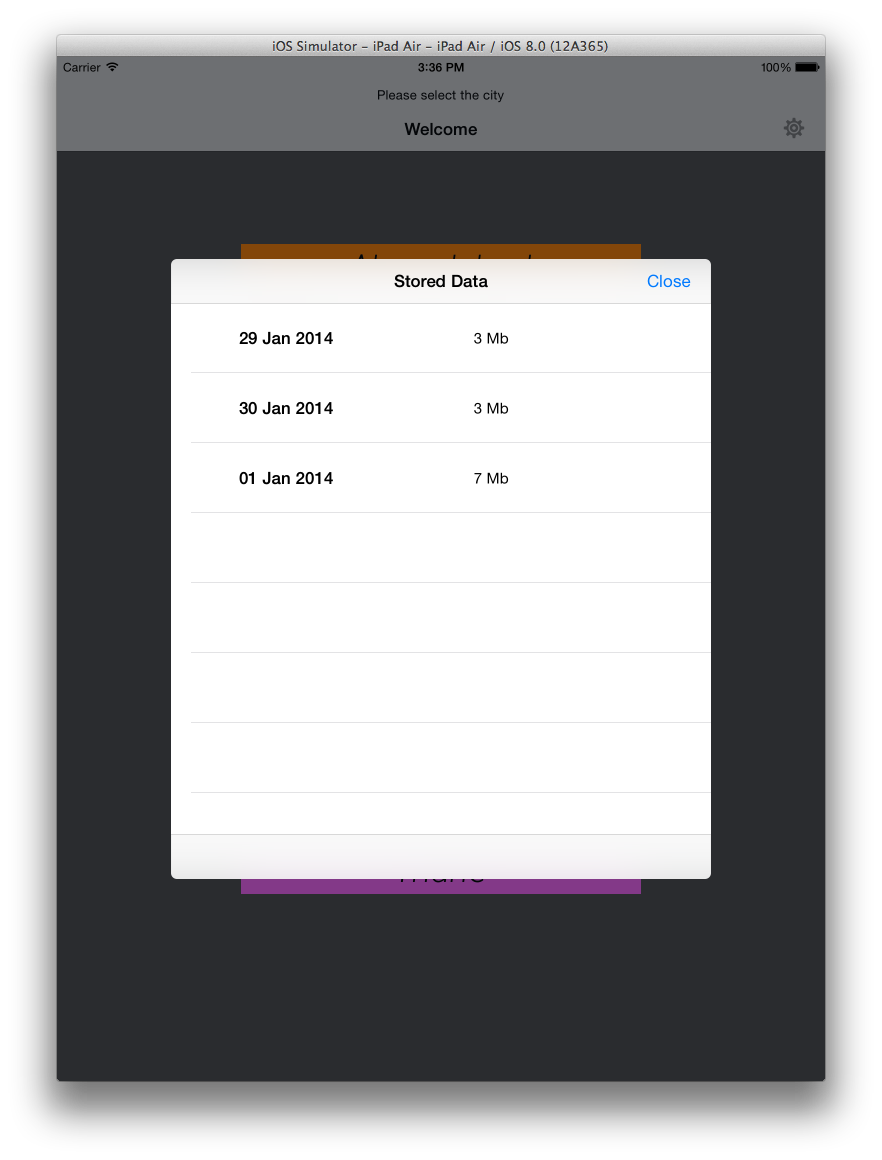 iOS Simulator – iPad Air – iPad Air / iOS 8.0 (12A365)
Carrier 3:36 PM 100%
Please select the city
Welcome
Stored Data Close
29 Jan 2014 3 Mb
30 Jan 2014 3 Mb
01 Jan 2014 7 Mb